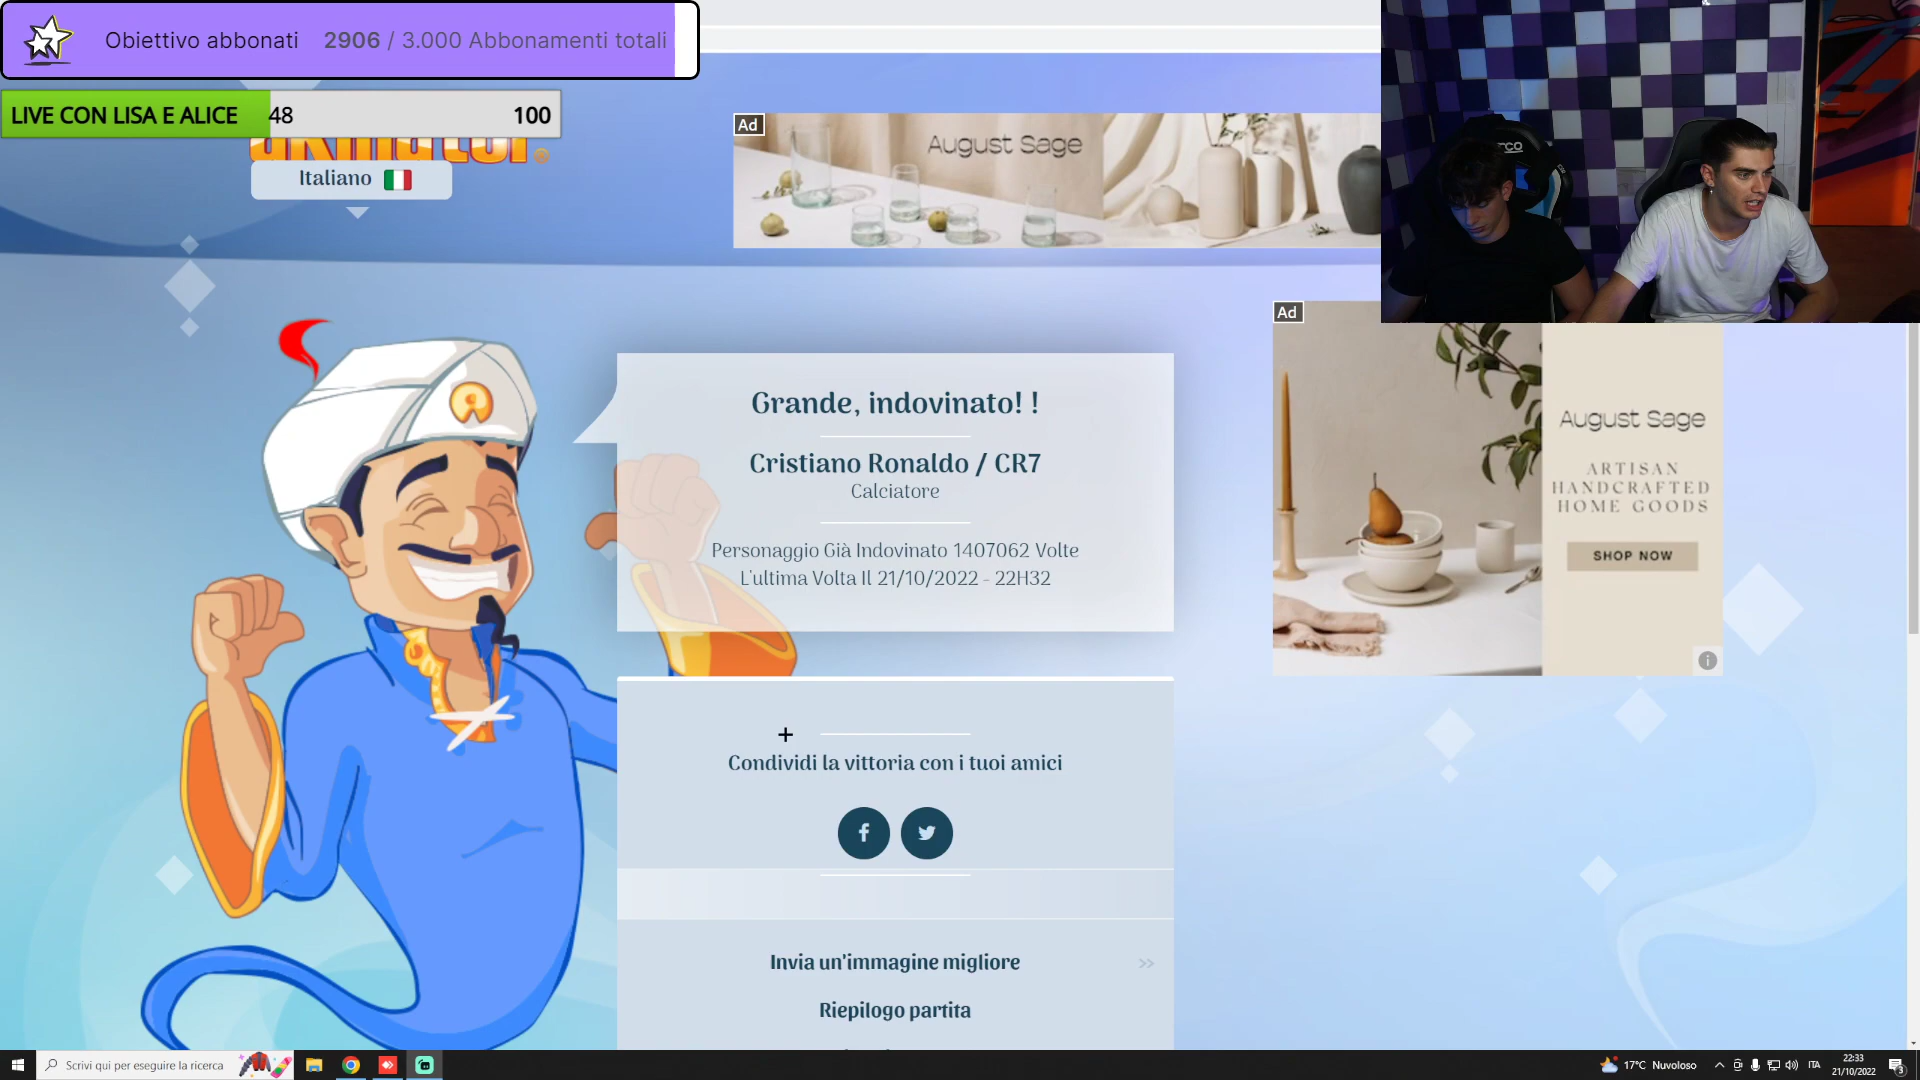 Obiettivo abbonati 2906 / 3.000 Abbonamenti totali
LIVE CON LISA E ALICE 48 100
akinator
Italiano
Ad
August Sage
Ad
Grande, indovinato! !
Cristiano Ronaldo / CR7
Calciatore
Personaggio Già Indovinato 1407062 Volte
L'ultima Volta Il 21/10/2022 - 22H32
August Sage
ARTISAN
HANDCRAFTED
HOME GOODS
SHOP NOW
Condividi la vittoria con i tuoi amici
Invia un'immagine migliore
Riepilogo partita
Scrivi qui per eseguire la ricerca
17°C Nuvoloso
ITA
22:33
21/10/2022
3